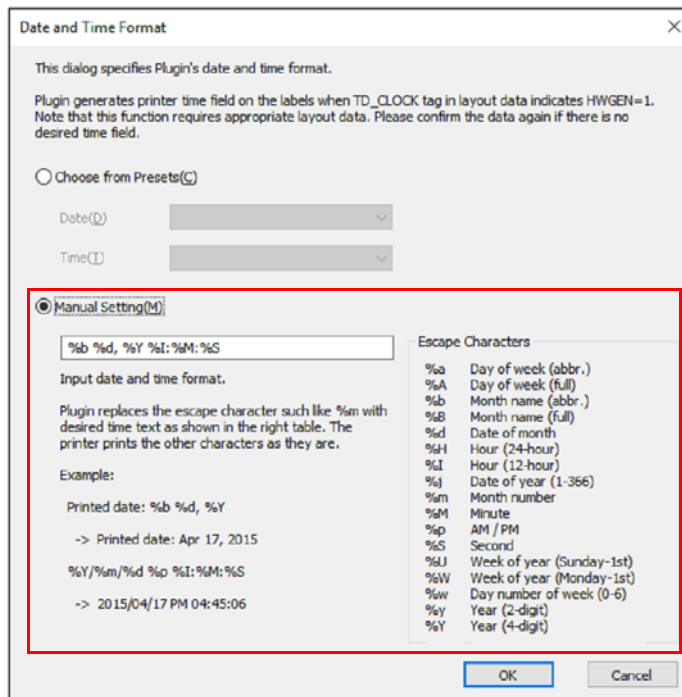 Date and Time Format
This dialog specifies Plugin's date and time format.
Plugin generates printer time field on the labels when TD_CLOCK tag in layout data indicates HWGEN=1.
Note that this function requires appropriate layout data. Please confirm the data again if there is no
desired time field.
Choose from Presets(C)
Date(D)
Time(T)
Manual Setting(M)
%b %d, %Y %I:%M:%S
Input date and time format.
Plugin replaces the escape character such like %m with
desired time text as shown in the right table. The
printer prints the other characters as they are.
Example:
Printed date: %b %d, %Y
-> Printed date: Apr 17, 2015
%Y/%m/%d %p %I:%M:%S
-> 2015/04/17 PM 04:45:06
Escape Characters
%a Day of week (abbr.)
%A Day of week (full)
%b Month name (abbr.)
%B Month name (full)
%d Date of month
%H Hour (24-hour)
%I Hour (12-hour)
%j Date of year (1-366)
%m Month number
%M Minute
%p AM / PM
%S Second
%U Week of year (Sunday-1st)
%W Week of year (Monday-1st)
%w Day number of week (0-6)
%y Year (2-digit)
%Y Year (4-digit)
OK
Cancel